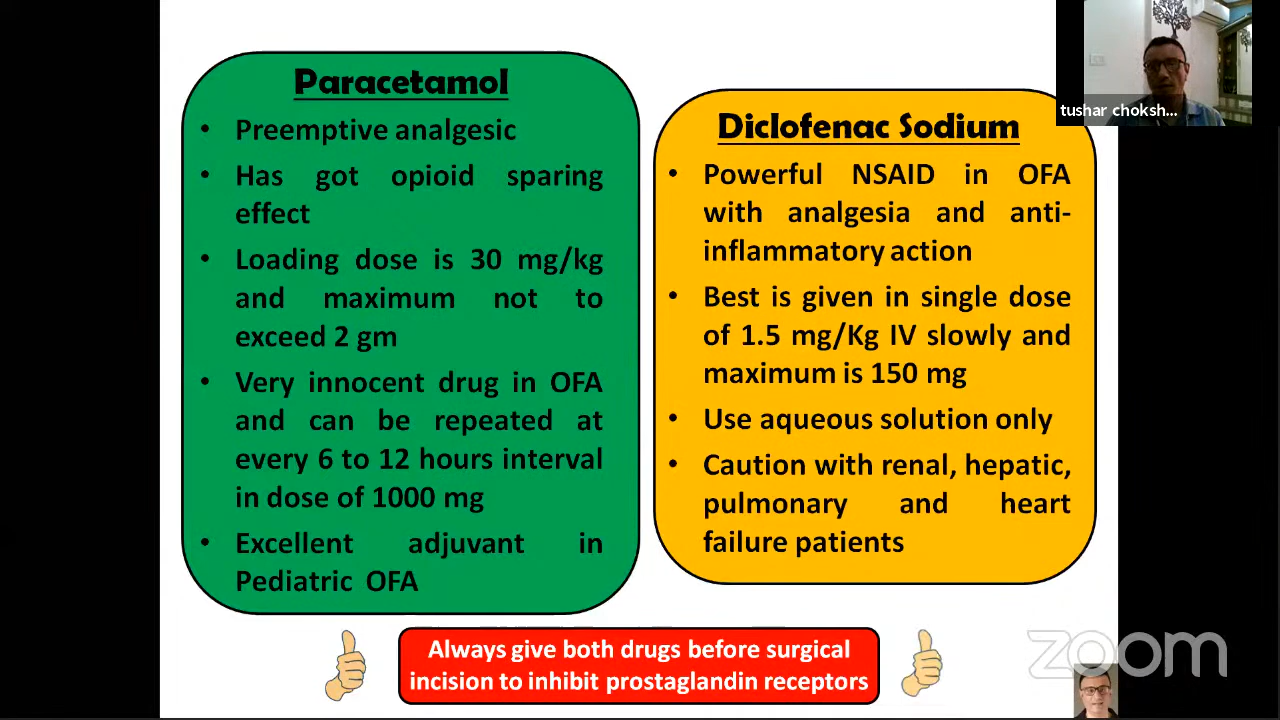 Paracetamol
• Preemptive analgesic
• Has got opioid sparing
effect
• Loading dose is 30 mg/kg
and maximum not to
exceed 2 gm
• Very innocent drug in OFA
and can be repeated at
every 6 to 12 hours interval
in dose of 1000 mg
• Excellent adjuvant in
Pediatric OFA
Diclofenac Sodium
• Powerful NSAID in OFA
with analgesia and anti-
inflammatory action
• Best is given in single dose
of 1.5 mg/Kg IV slowly and
maximum is 150 mg
• Use aqueous solution only
• Caution with renal, hepatic,
pulmonary and heart
failure patients
Always give both drugs before surgical
incision to inhibit prostaglandin receptors
tushar choksh...
zoom